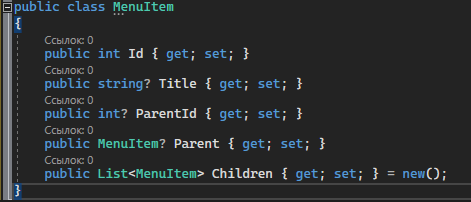 public class MenuItem
{
Ссылок: 0
public int Id { get; set; }
Ссылок: 0
public string? Title { get; set; }
Ссылок: 0
public int? ParentId { get; set; }
Ссылок: 0
public MenuItem? Parent { get; set; }
Ссылок: 0
public List<MenuItem> Children { get; set; } = new();
}